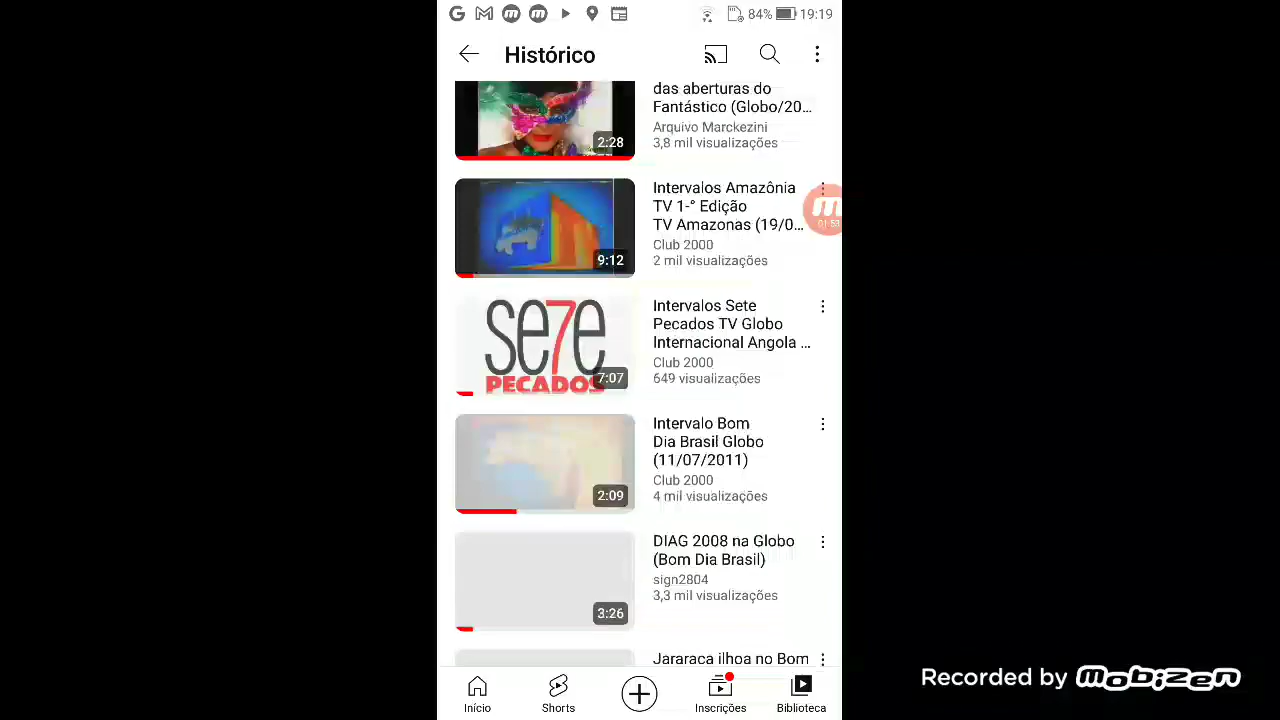 84% 19:19
Histórico
das aberturas do
Fantástico (Globo/20...
Arquivo Marckezini
3,8 mil visualizações
2:28
Intervalos Amazônia
TV 1-° Edição
TV Amazonas (19/0...
Club 2000
2 mil visualizações
9:12
01:53
Intervalos Sete
Pecados TV Globo
Internacional Angola ...
Club 2000
649 visualizações
se7e
PECADOS
7:07
Intervalo Bom
Dia Brasil Globo
(11/07/2011)
Club 2000
4 mil visualizações
2:09
DIAG 2008 na Globo
(Bom Dia Brasil)
sign2804
3,3 mil visualizações
3:26
Jararaca ilhoa no Bom
Início
Shorts
Inscrições
Biblioteca
Recorded by mobizen